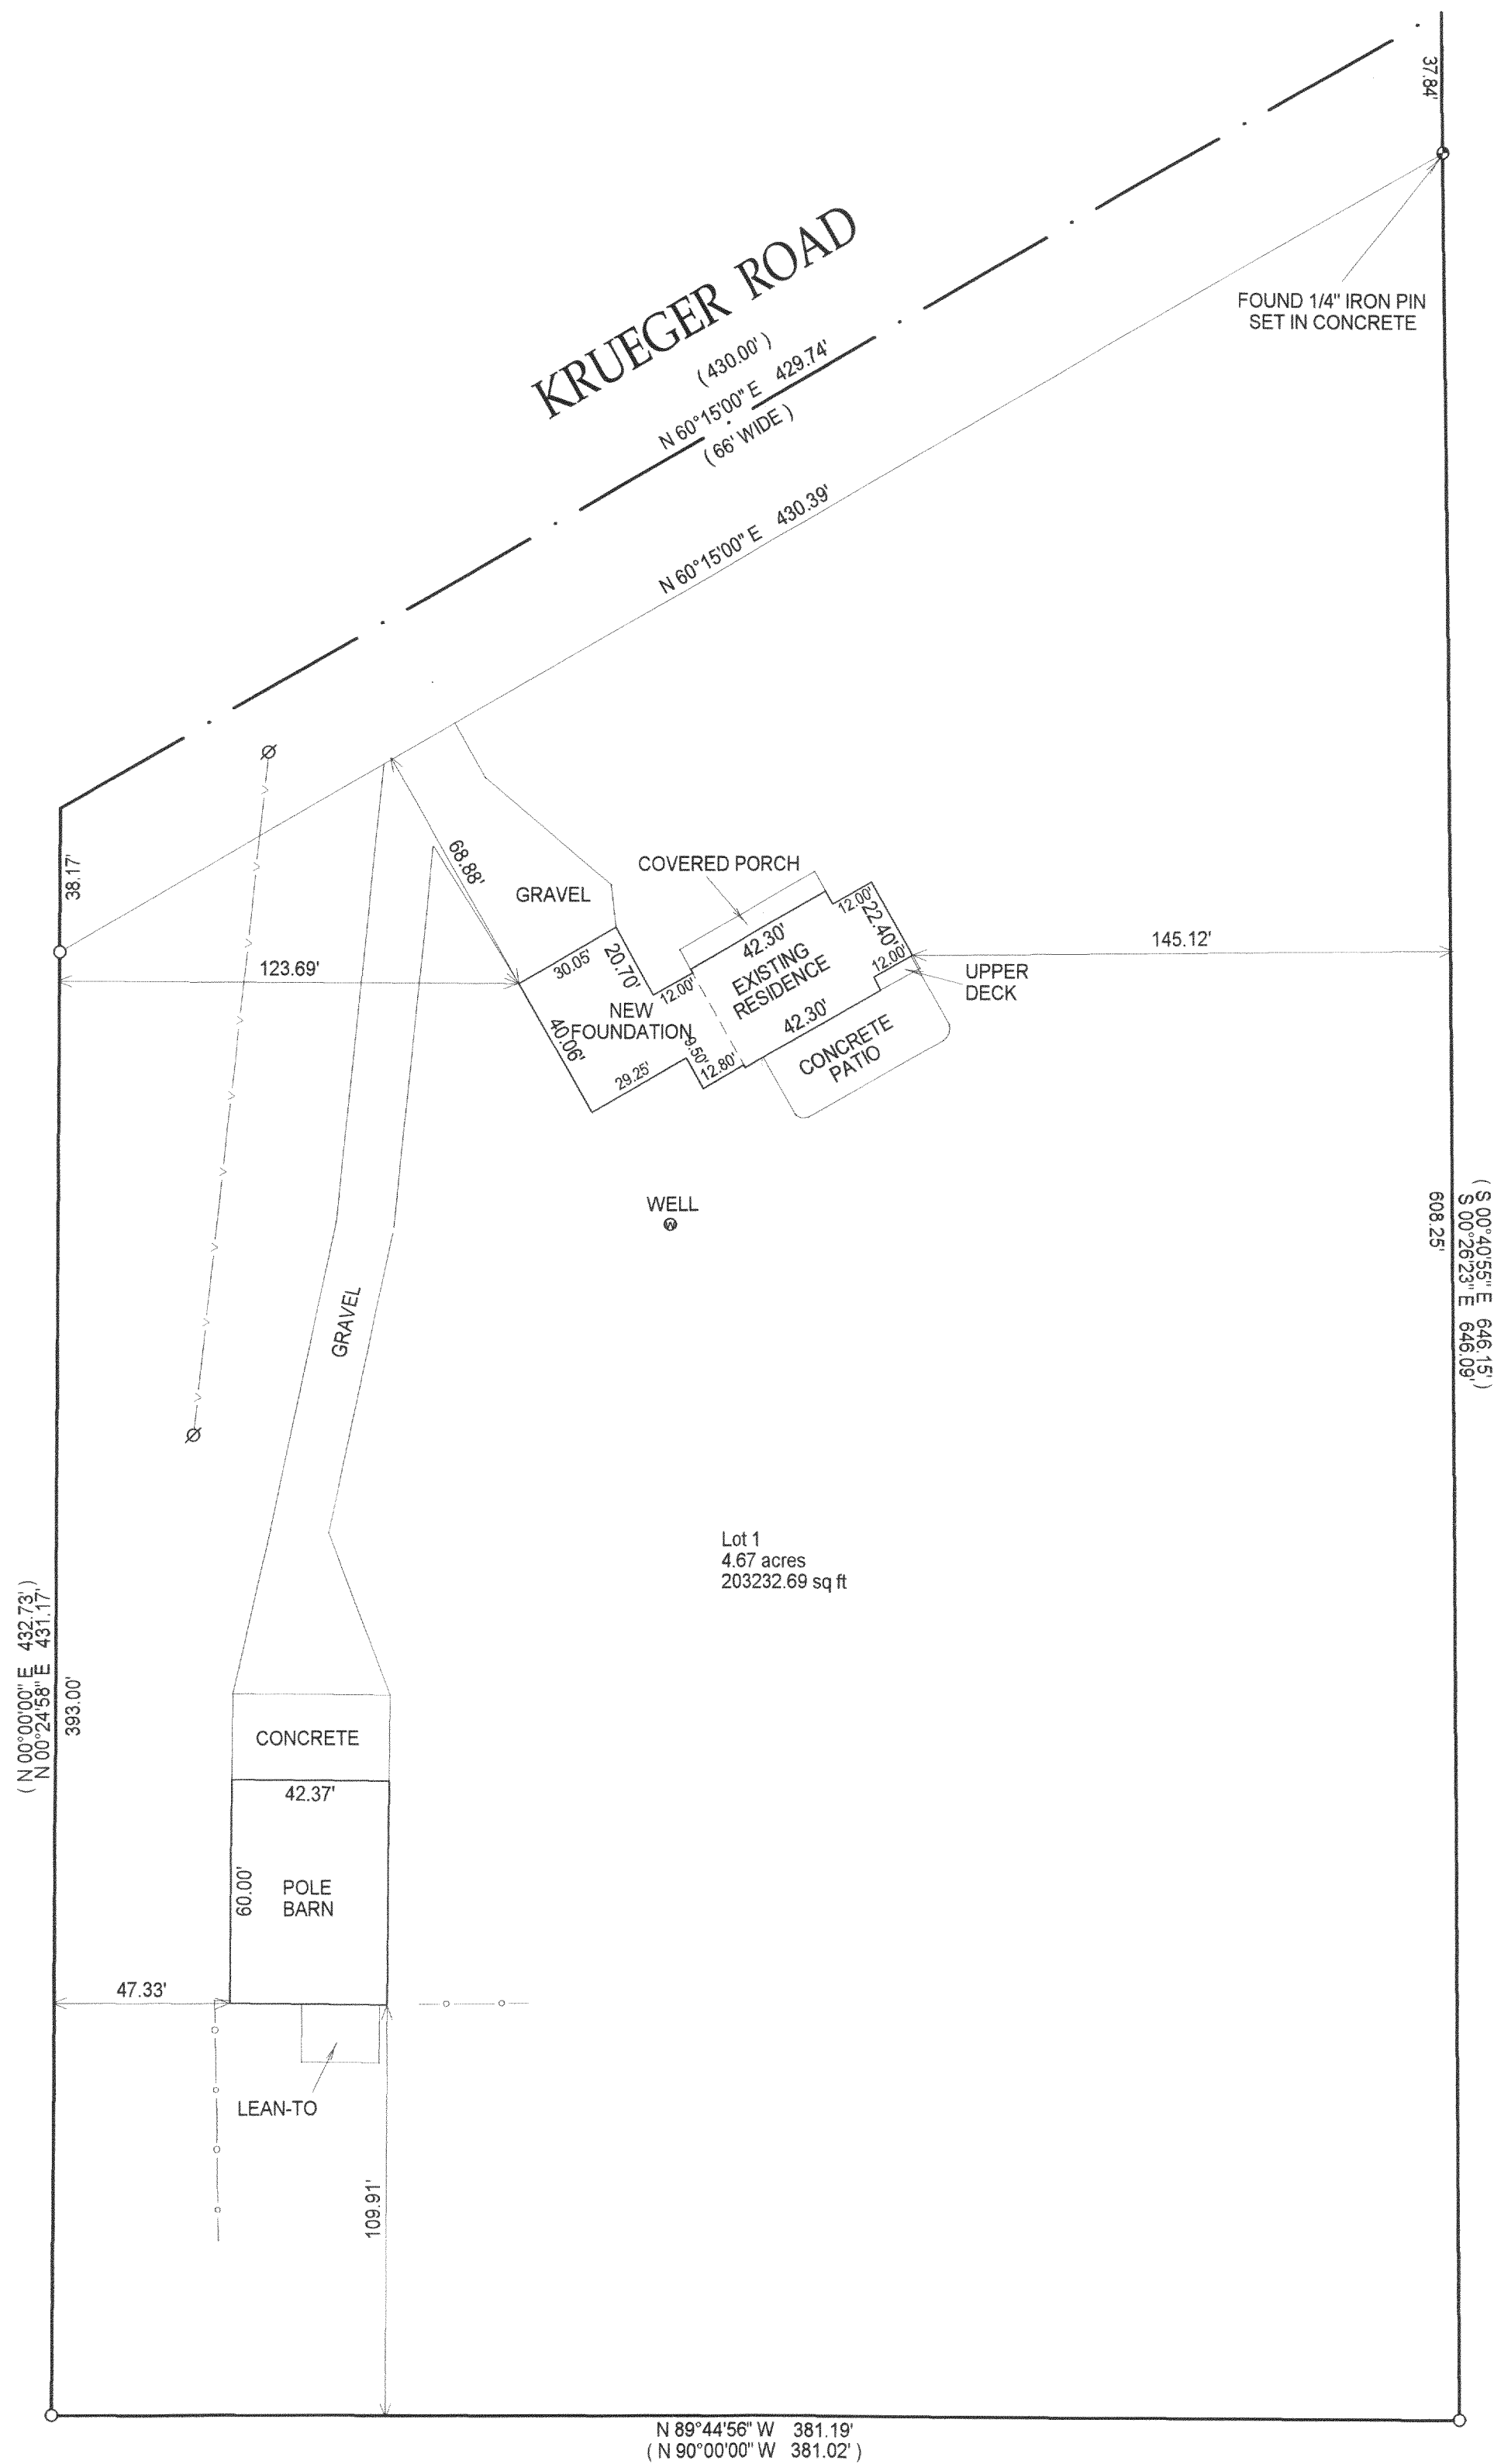 37.84'
KRUEGER ROAD
FOUND 1/4" IRON PIN
SET IN CONCRETE
( 430.00' )
N 60°15'00" E 429.74'
( 66' WIDE )
N 60°15'00" E 430.39'
38.17'
68.88'
COVERED PORCH
GRAVEL
12.00'
22.40'
42.30'
145.12'
123.69'
30.05'
20.70'
EXISTING
RESIDENCE
12.00'
UPPER
DECK
12.00'
NEW
FOUNDATION
42.30'
40.06'
9.50'
CONCRETE
PATIO
29.25'
12.80'
WELL
W
608.25'
S 00°26'23" E 646.09'
( S 00°40'55" E 646.15' )
GRAVEL
Lot 1
4.67 acres
203232.69 sq ft
( N 00°00'00" E 432.73' )
N 00°24'58" E 431.17'
393.00'
CONCRETE
42.37'
60.00'
POLE
BARN
47.33'
LEAN-TO
109.91'
N 89°44'56" W 381.19'
( N 90°00'00" W 381.02' )